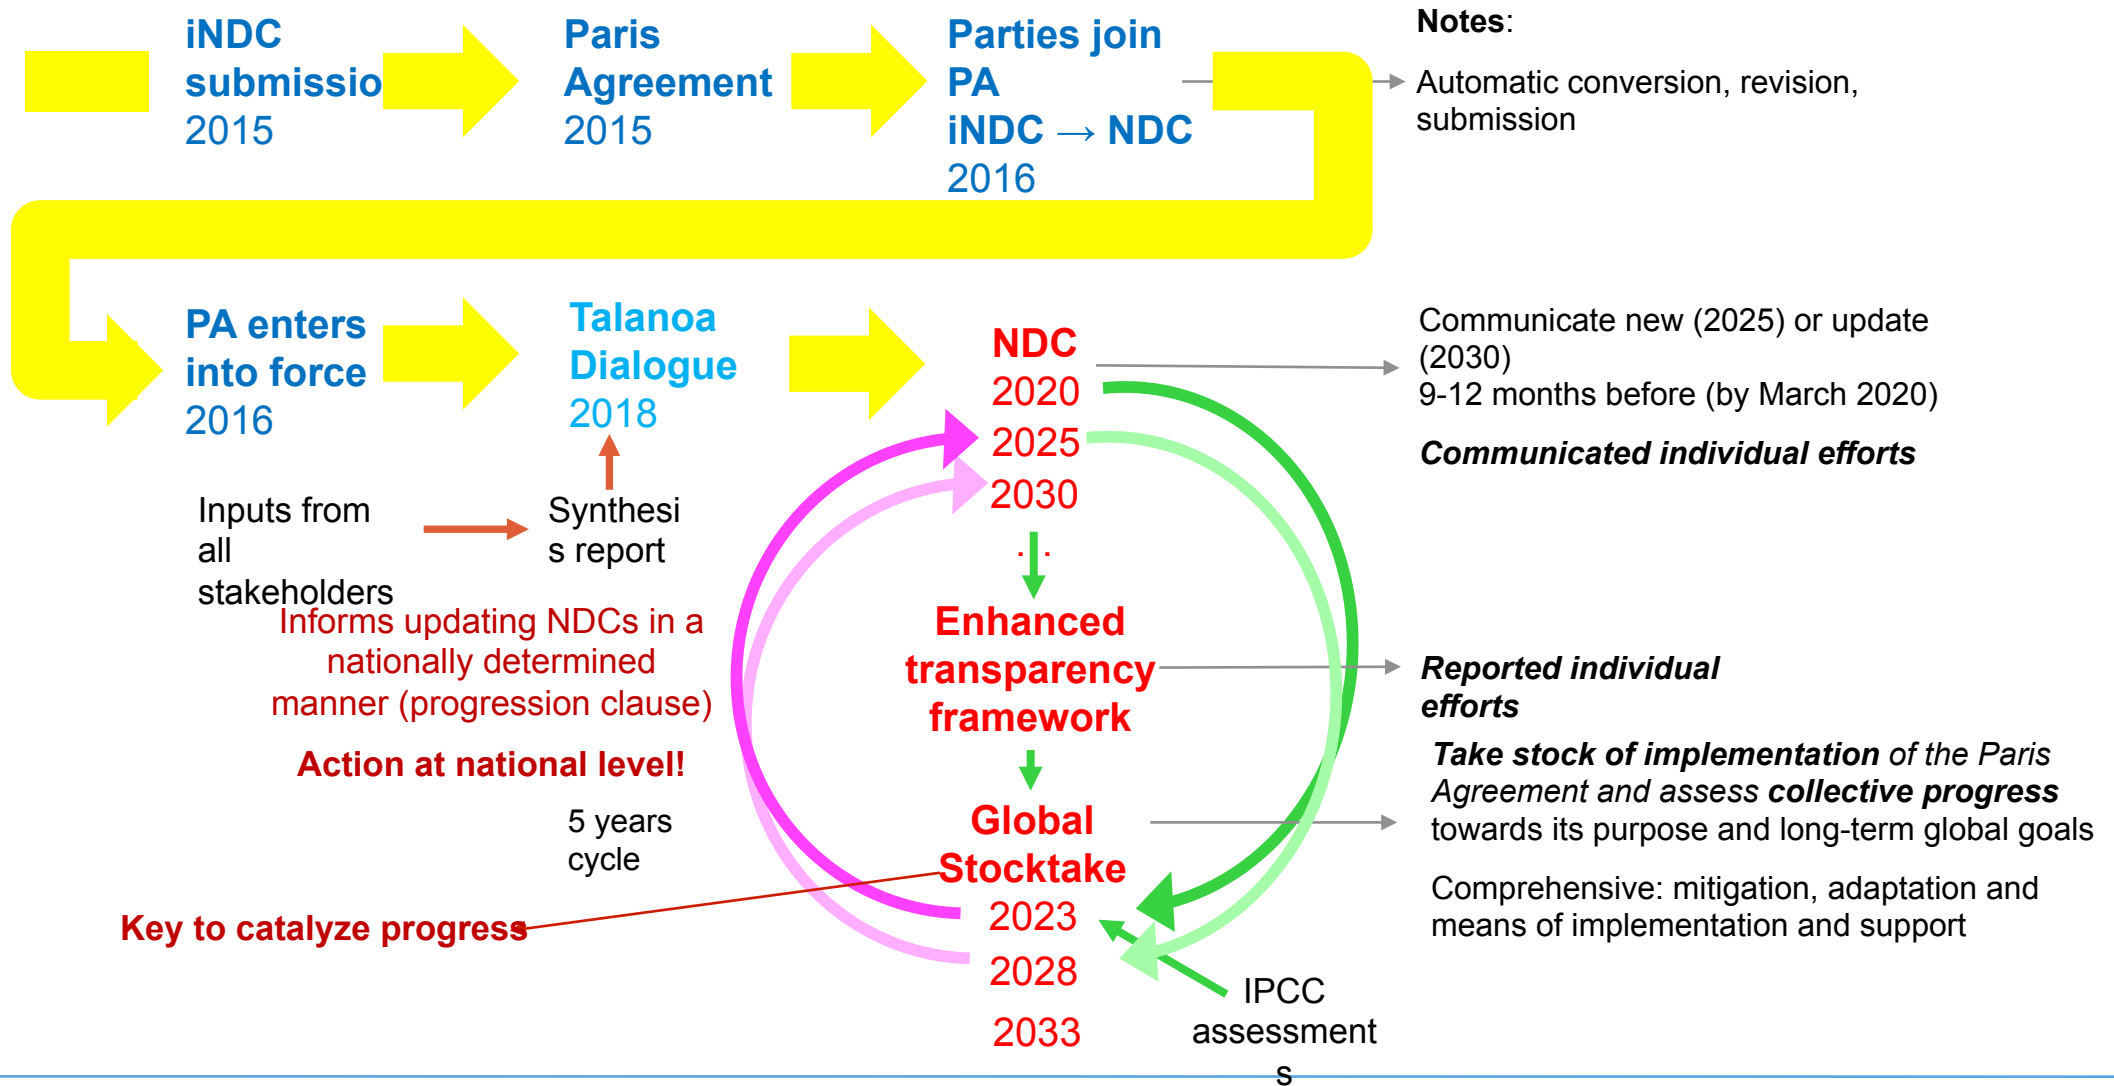 iNDC
submissio
2015
Paris
Agreement
2015
Parties join
PA
iNDC → NDC
2016
Notes:
Automatic conversion, revision,
submission
PA enters
into force
2016
Talanoa
Dialogue
2018
NDC
2020
2025
2030
. .
Communicate new (2025) or update
(2030)
9-12 months before (by March 2020)
Communicated individual efforts
Inputs from
all
stakeholders
Synthesi
s report
Informs updating NDCs in a
nationally determined
manner (progression clause)
Action at national level!
5 years
cycle
Enhanced
transparency
framework
Reported individual
efforts
Take stock of implementation of the Paris
Agreement and assess collective progress
towards its purpose and long-term global goals
Comprehensive: mitigation, adaptation and
means of implementation and support
Global
Stocktake
2023
2028
2033
Key to catalyze progress
IPCC
assessment
s